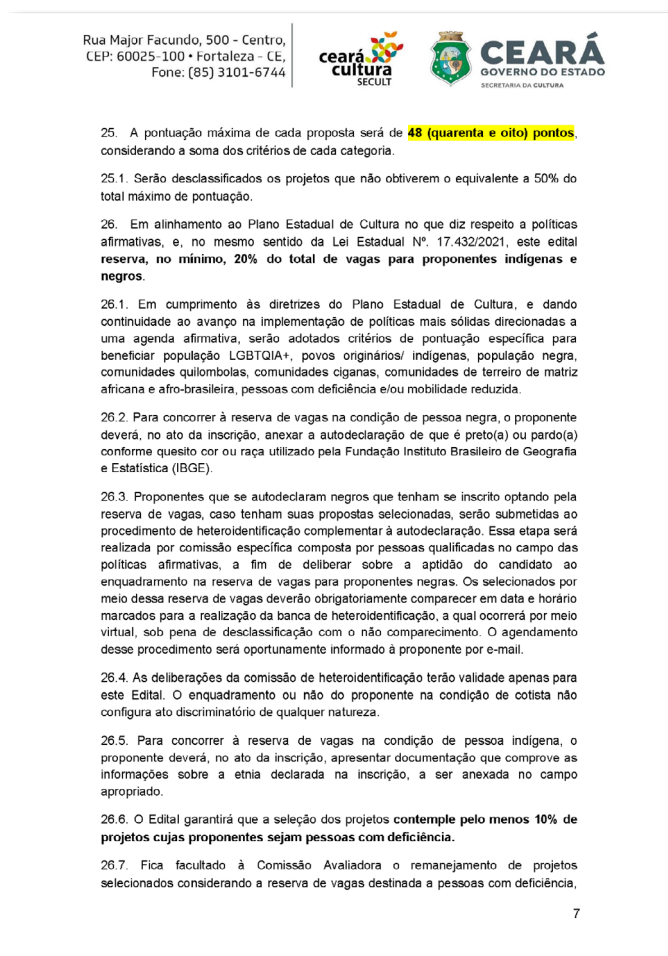 Rua Major Facundo, 500 - Centro,
CEP: 60025-100 • Fortaleza - CE,
Fone: (85) 3101-6744
ceará
cultura
SECULT
CEARÁ
GOVERNO DO ESTADO
SECRETARIA DA CULTURA
25. A pontuação máxima de cada proposta será de 48 (quarenta e oito) pontos,
considerando a soma dos critérios de cada categoria.
25.1. Serão desclassificados os projetos que não obtiverem o equivalente a 50% do
total máximo de pontuação.
26. Em alinhamento ao Plano Estadual de Cultura no que diz respeito a políticas
afirmativas, e, no mesmo sentido da Lei Estadual Nº. 17.432/2021, este edital
reserva, no mínimo, 20% do total de vagas para proponentes indígenas e
negros.
26.1. Em cumprimento às diretrizes do Plano Estadual de Cultura, e dando
continuidade ao avanço na implementação de políticas mais sólidas direcionadas a
uma agenda afirmativa, serão adotados critérios de pontuação específica para
beneficiar população LGBTQIA+, povos originários/ indígenas, população negra,
comunidades quilombolas, comunidades ciganas, comunidades de terreiro de matriz
africana e afro-brasileira, pessoas com deficiência e/ou mobilidade reduzida.
26.2. Para concorrer à reserva de vagas na condição de pessoa negra, o proponente
deverá, no ato da inscrição, anexar a autodeclaração de que é preto(a) ou pardo(a)
conforme quesito cor ou raça utilizado pela Fundação Instituto Brasileiro de Geografia
e Estatística (IBGE).
26.3. Proponentes que se autodeclaram negros que tenham se inscrito optando pela
reserva de vagas, caso tenham suas propostas selecionadas, serão submetidas ao
procedimento de heteroidentificação complementar à autodeclaração. Essa etapa será
realizada por comissão específica composta por pessoas qualificadas no campo das
políticas afirmativas, a fim de deliberar sobre a aptidão do candidato ao
enquadramento na reserva de vagas para proponentes negras. Os selecionados por
meio dessa reserva de vagas deverão obrigatoriamente comparecer em data e horário
marcados para a realização da banca de heteroidentificação, a qual ocorrerá por meio
virtual, sob pena de desclassificação com o não comparecimento. O agendamento
desse procedimento será oportunamente informado à proponente por e-mail.
26.4. As deliberações da comissão de heteroidentificação terão validade apenas para
este Edital. O enquadramento ou não do proponente na condição de cotista não
configura ato discriminatório de qualquer natureza.
26.5. Para concorrer à reserva de vagas na condição de pessoa indígena, o
proponente deverá, no ato da inscrição, apresentar documentação que comprove as
informações sobre a etnia declarada na inscrição, a ser anexada no campo
apropriado.
26.6. O Edital garantirá que a seleção dos projetos contemple pelo menos 10% de
projetos cujas proponentes sejam pessoas com deficiência.
26.7. Fica facultado à Comissão Avaliadora o remanejamento de projetos
selecionados considerando a reserva de vagas destinada a pessoas com deficiência,
7